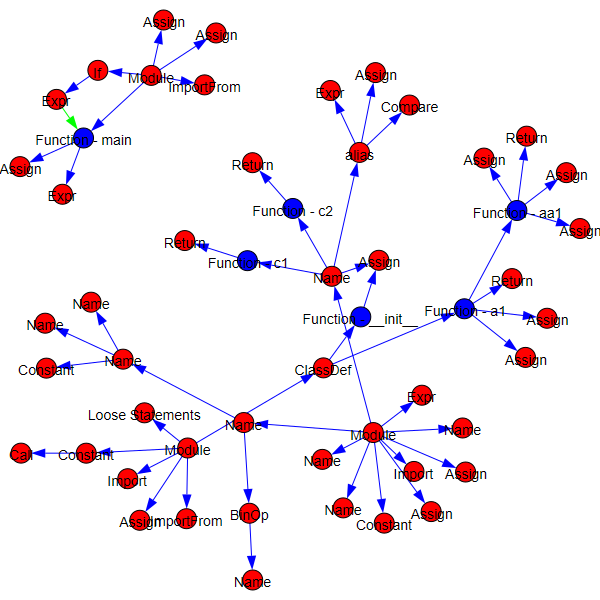 Assign
Assign
If
Module
ImportFrom
Expr
Function - main
Assign
Expr
Expr
Assign
Compare
alias
Return
Function - c2
Return
Function - c1
Name
Assign
Function - __init__
Return
Assign
Assign
Function - aa1
Assign
Return
Function - a1
Assign
Assign
Name
Name
Constant
Name
ClassDef
Loose Statements
Name
Module
Call
Constant
Import
Assign
ImportFrom
BinOp
Name
Expr
Module
Name
Name
Import
Assign
Name
Constant
Assign